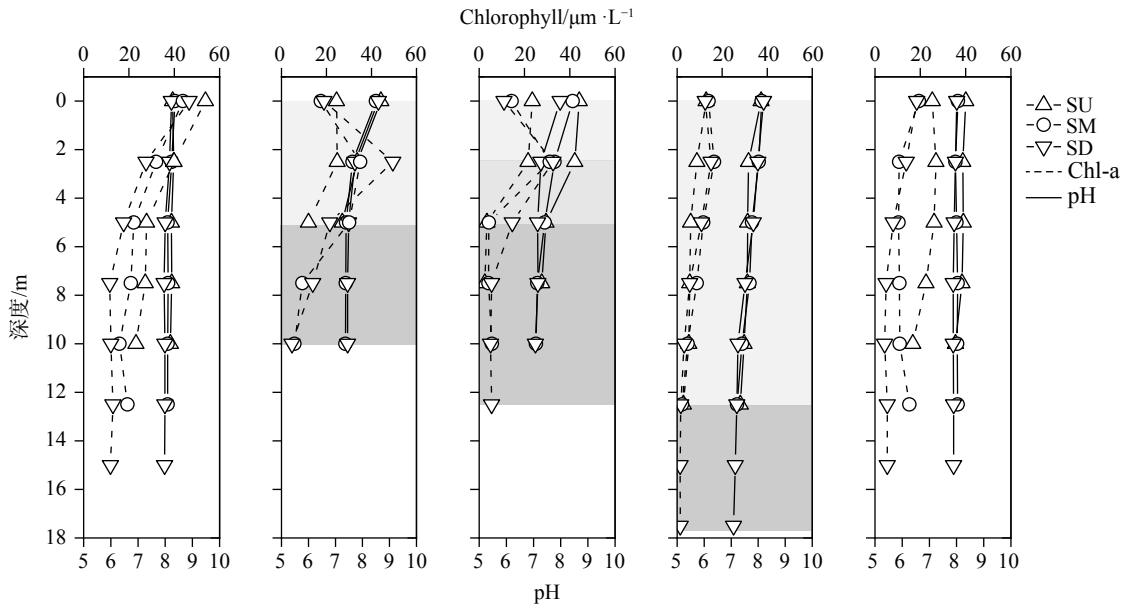 Chlorophyll/μm ·L⁻¹
0 20 40 60 0 20 40 60 0 20 40 60 0 20 40 60 0 20 40 60
0
2
4
6
8
10
12
14
16
18
深度/m
SU
SM
SD
Chl-a
pH
5 6 7 8 9 10 5 6 7 8 9 10 5 6 7 8 9 10 5 6 7 8 9 10 5 6 7 8 9 10
pH